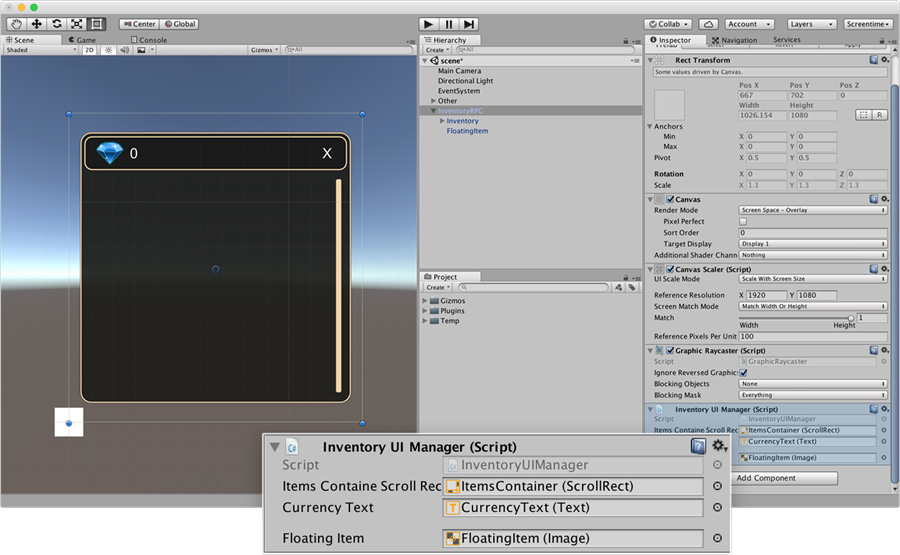 Center
Global
Collab
Account
Layers
Screentime
Scene
Game
Console
Shaded
2D
Gizmos
All
0
X
Hierarchy
Create
All
scene*
Main Camera
Directional Light
EventSystem
Other
InventoryRPG
Inventory
FloatingItem
Project
Create
Gizmos
Plugins
Temp
Inspector
Navigation
Services
Prefab
Select
Revert
Apply
Rect Transform
Some values driven by Canvas.
Pos X
Pos Y
Pos Z
667
702
0
Width
Height
1026.154
1080
R
Anchors
Min
X 0
Y 0
Max
X 0
Y 0
Pivot
X 0.5
Y 0.5
Rotation
X 0
Y 0
Z 0
Scale
X 1.3
Y 1.3
Z 1.3
Canvas
Render Mode
Screen Space - Overlay
Pixel Perfect
Sort Order
0
Target Display
Display 1
Additional Shader Chann
Nothing
Canvas Scaler (Script)
UI Scale Mode
Scale With Screen Size
Reference Resolution
X 1920
Y 1080
Screen Match Mode
Match Width Or Height
Match
1
Width
Height
Reference Pixels Per Unit
100
Graphic Raycaster (Script)
Script
GraphicRaycaster
Ignore Reversed Graphics
Blocking Objects
None
Blocking Mask
Everything
Inventory UI Manager (Script)
Script
InventoryUIManager
Items Containe Scroll Rec
ItemsContainer (ScrollRect)
CurrencyText (Text)
FloatingItem (Image)
Add Component
Inventory UI Manager (Script)
Script
InventoryUIManager
Items Containe Scroll Rec
ItemsContainer (ScrollRect)
Currency Text
CurrencyText (Text)
Floating Item
FloatingItem (Image)